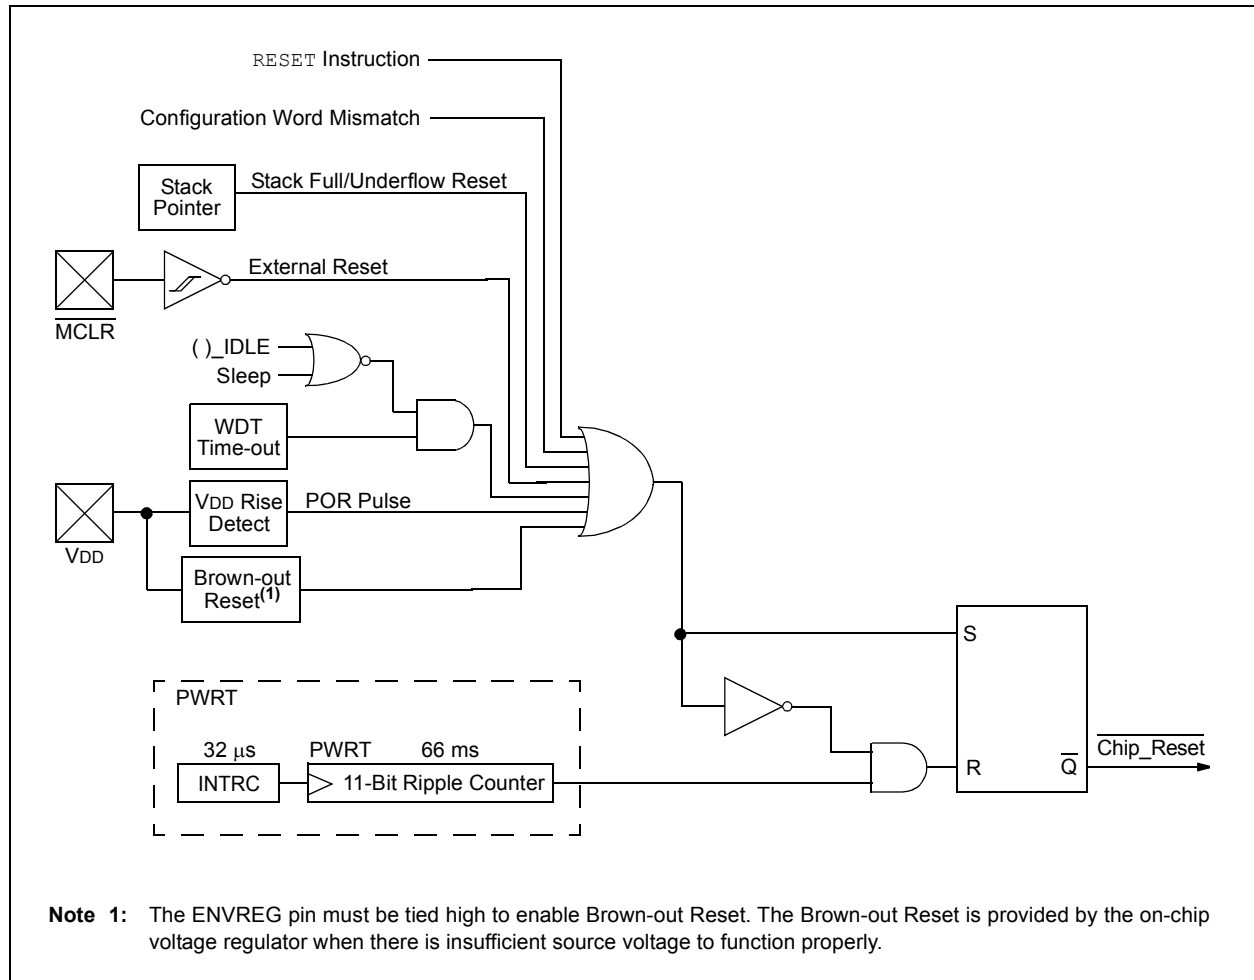 RESET Instruction
Configuration Word Mismatch
Stack
Pointer
Stack Full/Underflow Reset
External Reset
MCLR
( )_IDLE
Sleep
WDT
Time-out
VDD Rise
Detect
POR Pulse
VDD
Brown-out
Reset(1)
S
PWRT
32 μs
PWRT
66 ms
INTRC
11-Bit Ripple Counter
R
Q
Chip_Reset
Note 1: The ENVREG pin must be tied high to enable Brown-out Reset. The Brown-out Reset is provided by the on-chip
voltage regulator when there is insufficient source voltage to function properly.